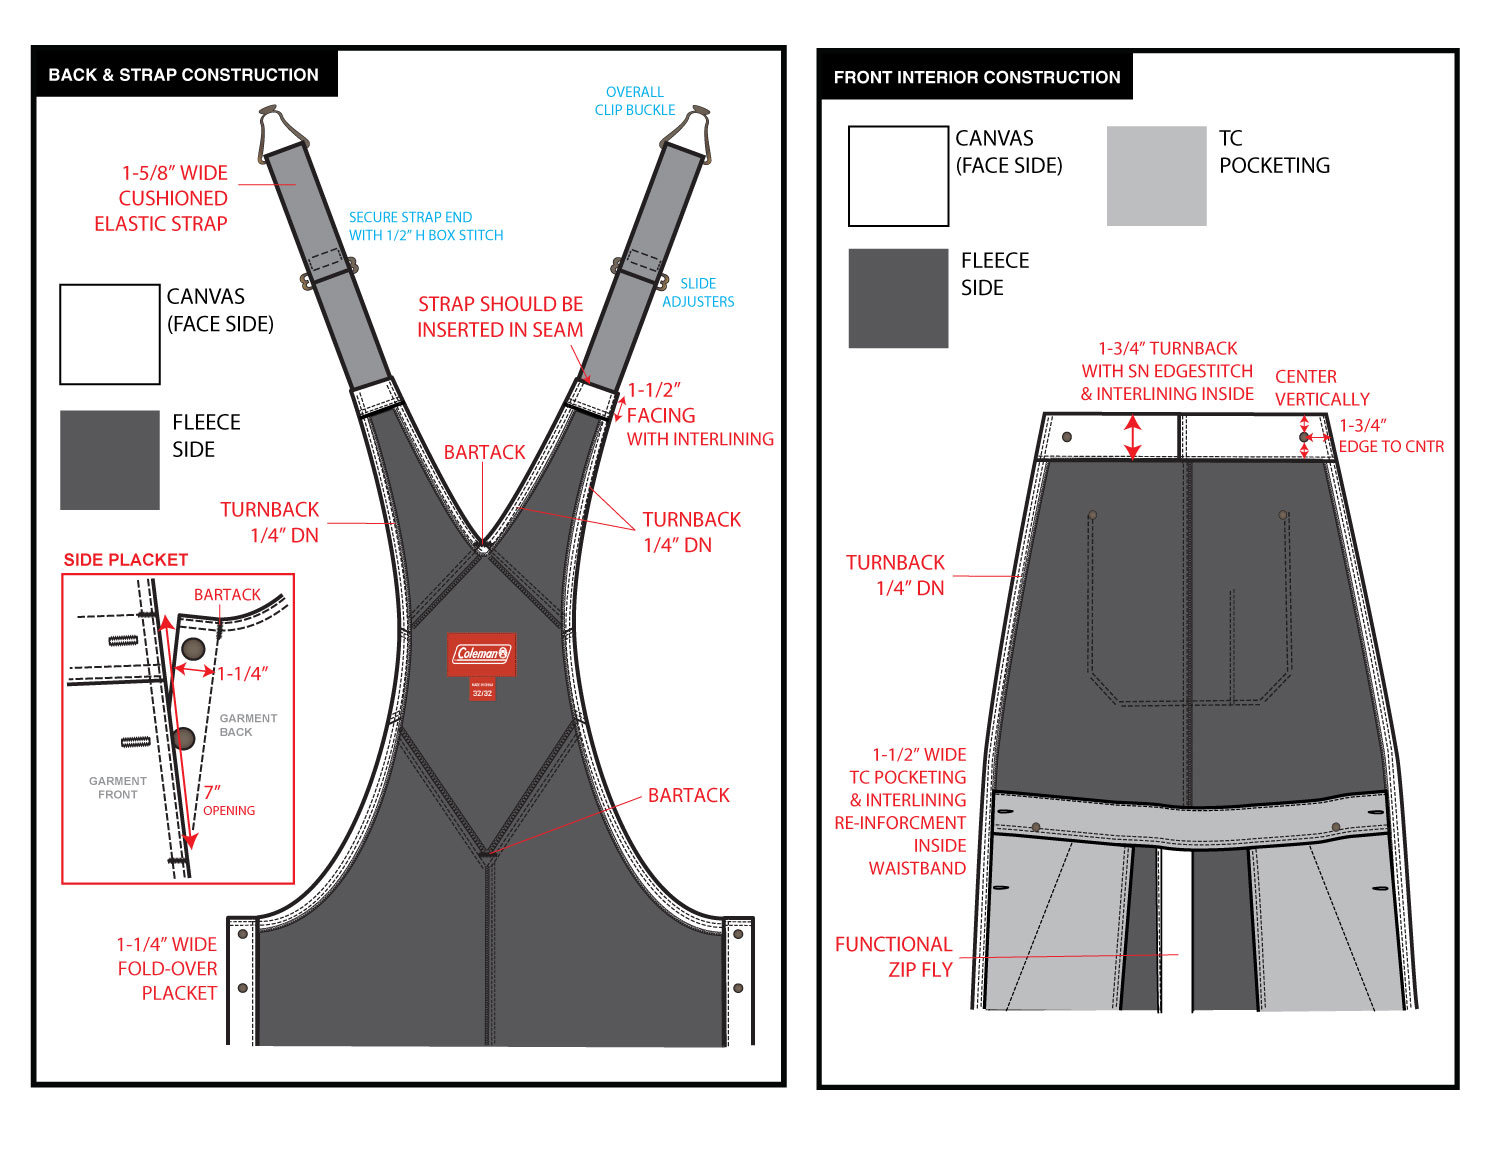 BACK & STRAP CONSTRUCTION
OVERALL
CLIP BUCKLE
1-5/8” WIDE
CUSHIONED
ELASTIC STRAP
SECURE STRAP END
WITH 1/2” H BOX STITCH
SLIDE
ADJUSTERS
CANVAS
(FACE SIDE)
STRAP SHOULD BE
INSERTED IN SEAM
1-1/2”
FACING
WITH INTERLINING
FLEECE
SIDE
BARTACK
TURNBACK
1/4” DN
TURNBACK
1/4” DN
SIDE PLACKET
BARTACK
1-1/4”
GARMENT
BACK
GARMENT
FRONT
7”
OPENING
Coleman
32/32
BARTACK
1-1/4” WIDE
FOLD-OVER
PLACKET
FRONT INTERIOR CONSTRUCTION
CANVAS
(FACE SIDE)
TC
POCKETING
FLEECE
SIDE
1-3/4” TURNBACK
WITH SN EDGESTITCH
& INTERLINING INSIDE
CENTER
VERTICALLY
1-3/4”
EDGE TO CNTR
TURNBACK
1/4” DN
1-1/2” WIDE
TC POCKETING
& INTERLINING
RE-INFORCMENT
INSIDE
WAISTBAND
FUNCTIONAL
ZIP FLY